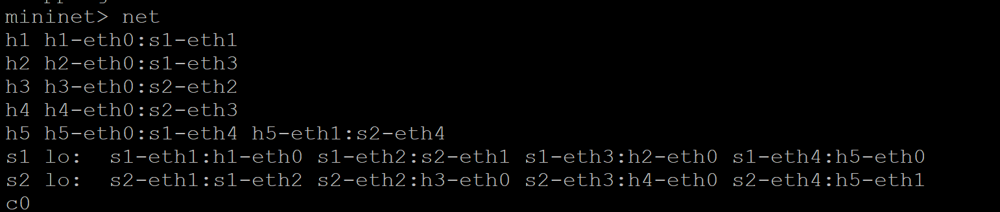 mininet> net
h1 h1-eth0:s1-eth1
h2 h2-eth0:s1-eth3
h3 h3-eth0:s2-eth2
h4 h4-eth0:s2-eth3
h5 h5-eth0:s1-eth4 h5-eth1:s2-eth4
s1 lo:  s1-eth1:h1-eth0 s1-eth2:s2-eth1 s1-eth3:h2-eth0 s1-eth4:h5-eth0
s2 lo:  s2-eth1:s1-eth2 s2-eth2:h3-eth0 s2-eth3:h4-eth0 s2-eth4:h5-eth1
c0